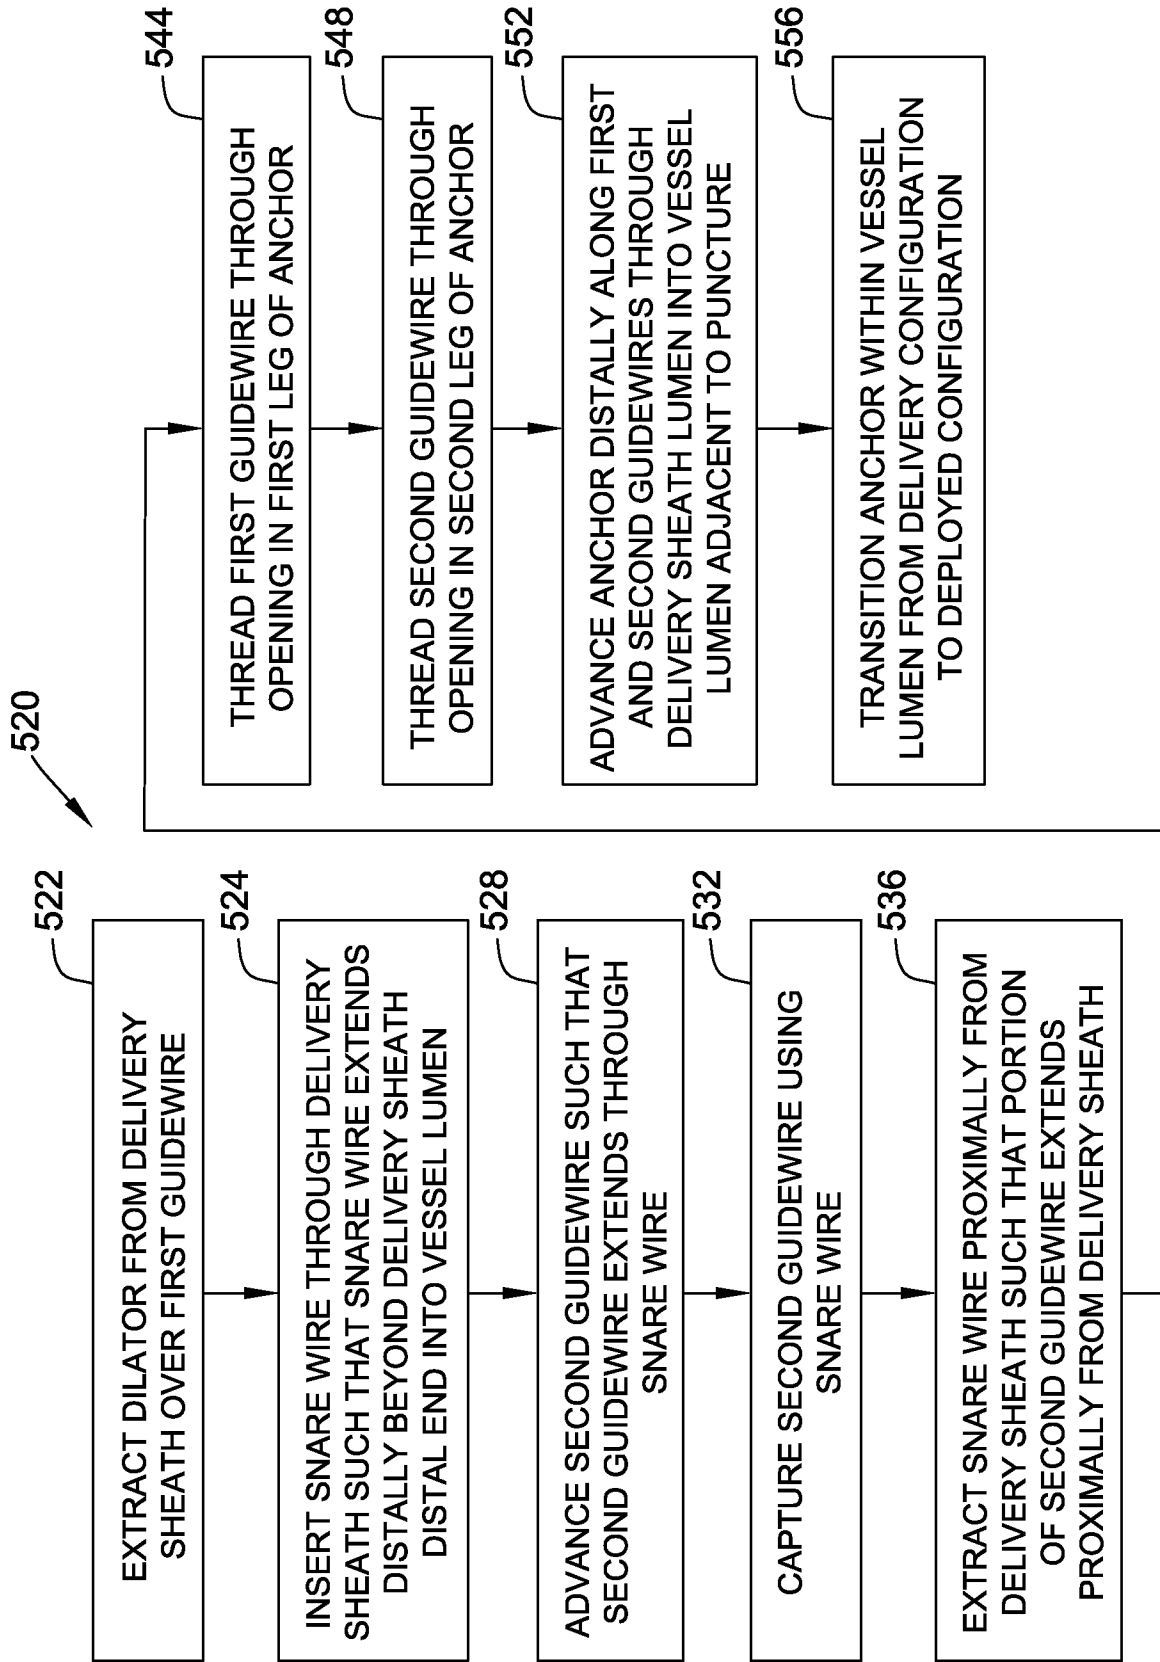 520
522
EXTRACT DILATOR FROM DELIVERY
SHEATH OVER FIRST GUIDEWIRE
524
INSERT SNARE WIRE THROUGH DELIVERY
SHEATH SUCH THAT SNARE WIRE EXTENDS
DISTALLY BEYOND DELIVERY SHEATH
DISTAL END INTO VESSEL LUMEN
528
ADVANCE SECOND GUIDEWIRE SUCH THAT
SECOND GUIDEWIRE EXTENDS THROUGH
SNARE WIRE
532
CAPTURE SECOND GUIDEWIRE USING
SNARE WIRE
536
EXTRACT SNARE WIRE PROXIMALLY FROM
DELIVERY SHEATH SUCH THAT PORTION
OF SECOND GUIDEWIRE EXTENDS
PROXIMALLY FROM DELIVERY SHEATH
544
THREAD FIRST GUIDEWIRE THROUGH
OPENING IN FIRST LEG OF ANCHOR
548
THREAD SECOND GUIDEWIRE THROUGH
OPENING IN SECOND LEG OF ANCHOR
552
ADVANCE ANCHOR DISTALLY ALONG FIRST
AND SECOND GUIDEWIRES THROUGH
DELIVERY SHEATH LUMEN INTO VESSEL
LUMEN ADJACENT TO PUNCTURE
556
TRANSITION ANCHOR WITHIN VESSEL
LUMEN FROM DELIVERY CONFIGURATION
TO DEPLOYED CONFIGURATION